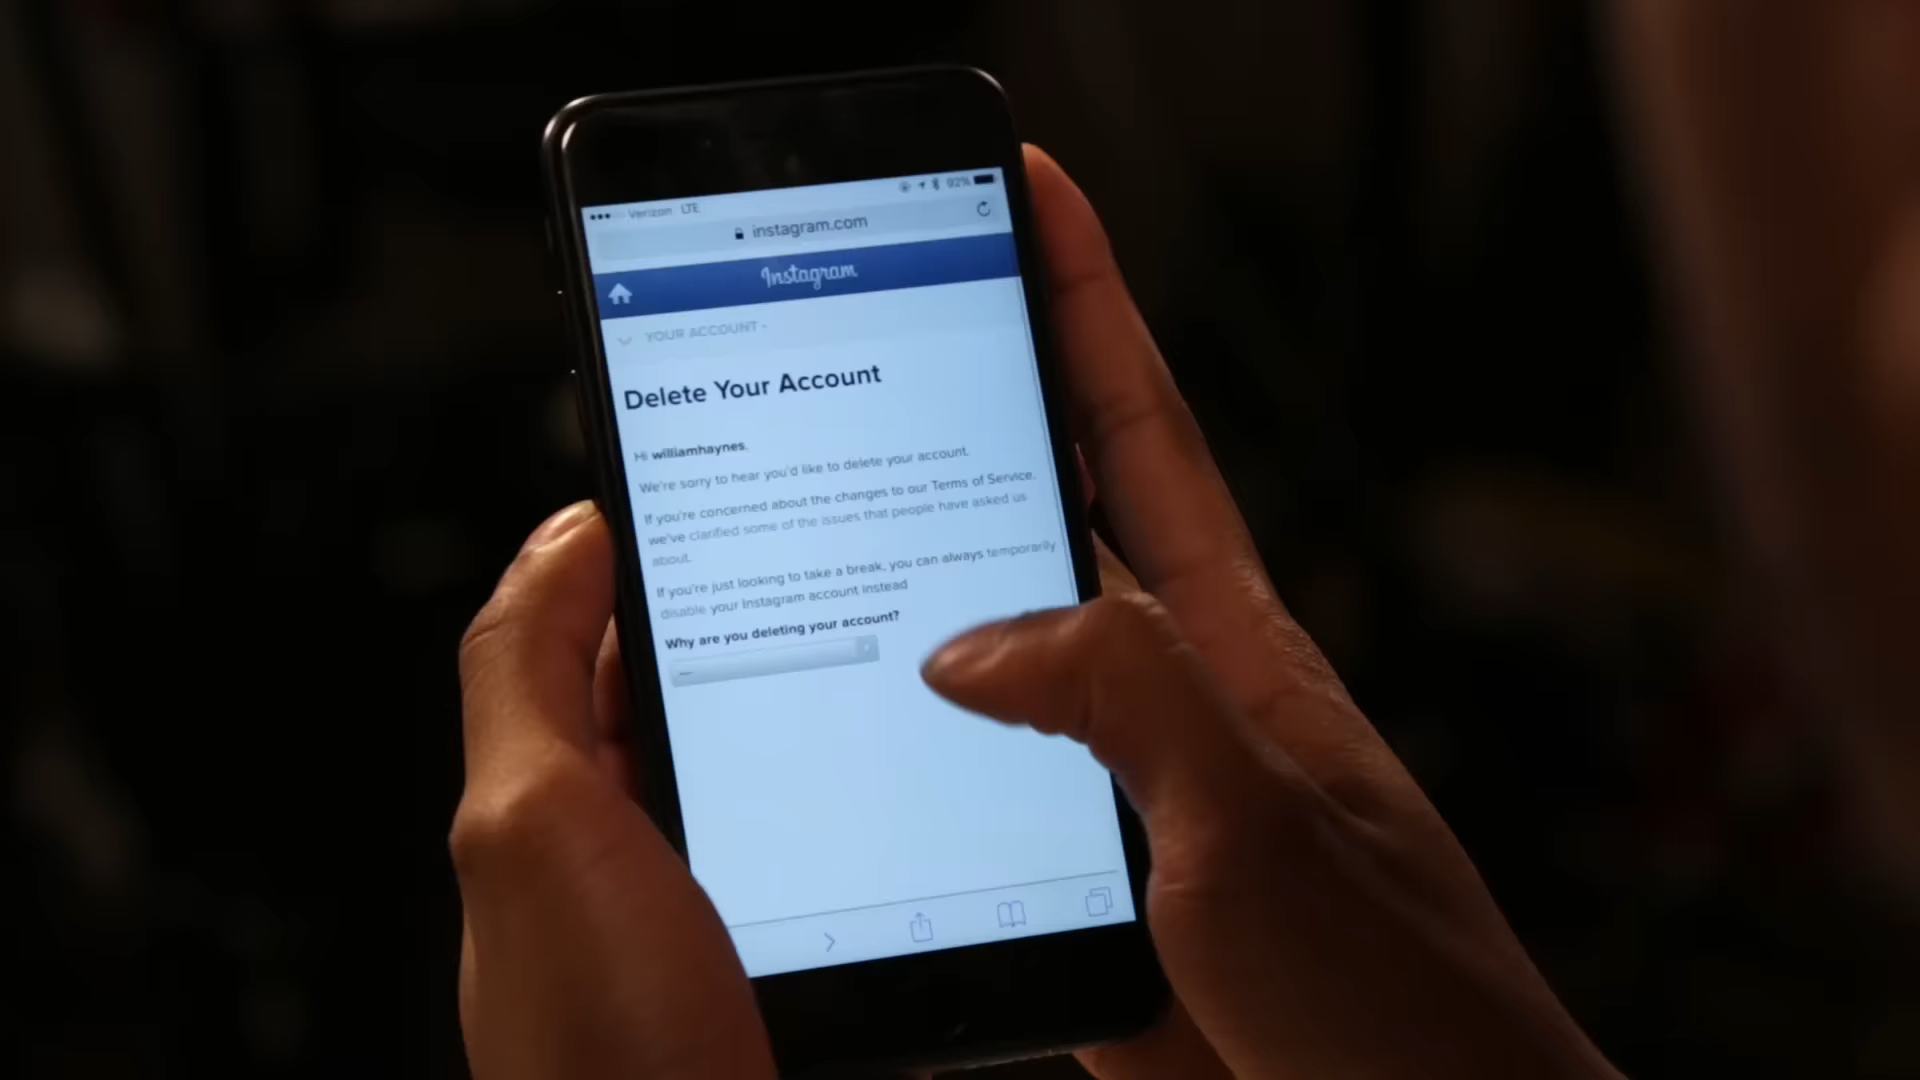 Verizon LTE 92%
instagram.com
Instagram
YOUR ACCOUNT
Delete Your Account
Hi williamhaynes,
We're sorry to hear you'd like to delete your account.
If you're concerned about the changes to our Terms of Service,
we've clarified some of the issues that people have asked us
about.
If you're just looking to take a break, you can always temporarily
disable your Instagram account instead
Why are you deleting your account?